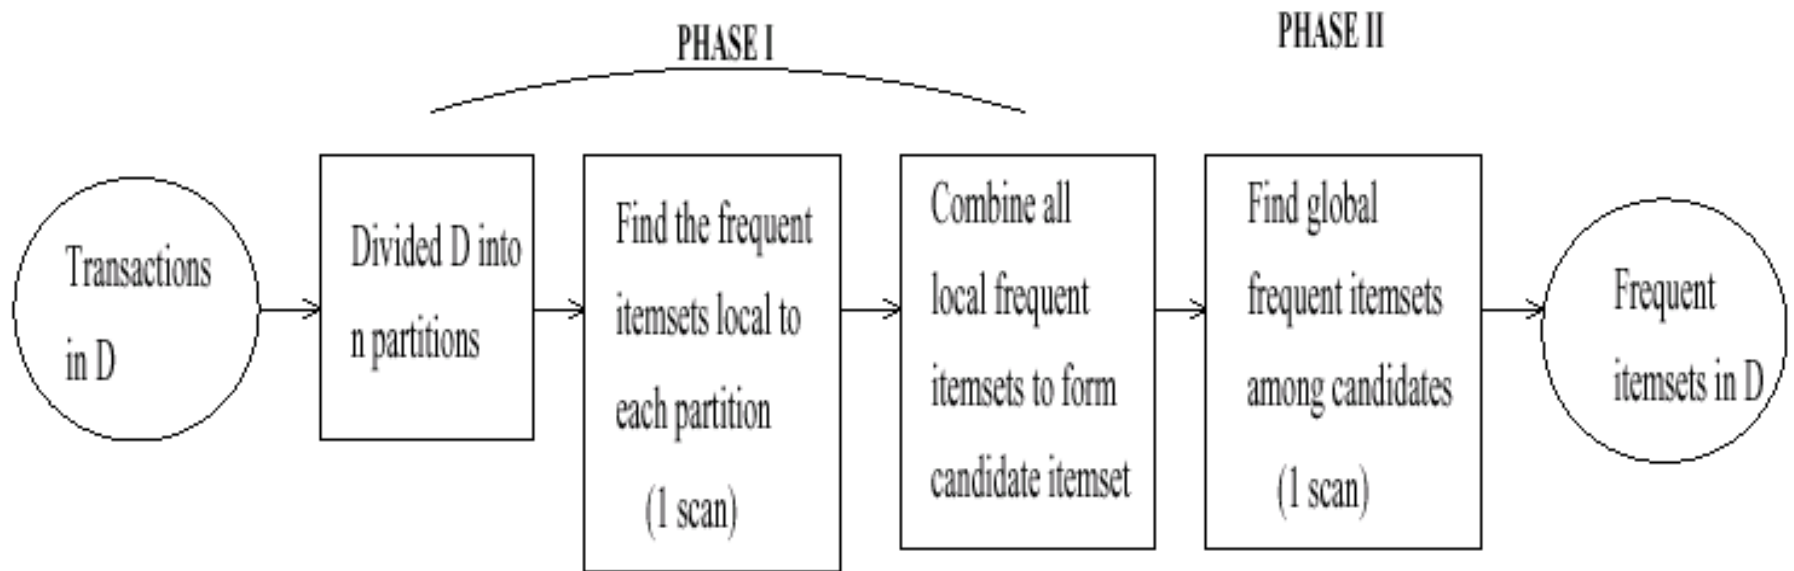 PHASE I
PHASE II
Transactions
in D
Divided D into
n partitions
Find the frequent
itemsets local to
each partition
(1 scan)
Combine all
local frequent
itemsets to form
candidate itemset
Find global
frequent itemsets
among candidates
(1 scan)
Frequent
itemsets in D